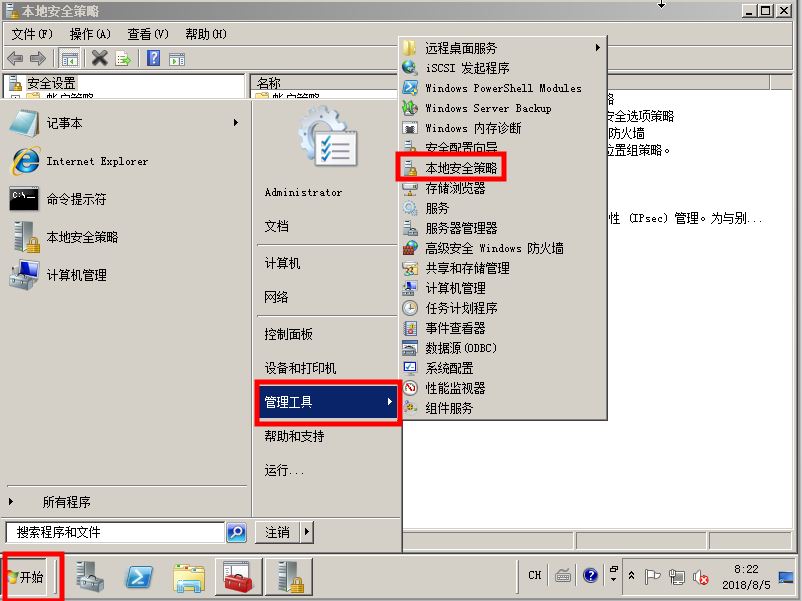 本地安全策略
文件(F) 操作(A) 查看(V) 帮助(H)
安全设置
名称
帐户策略
帐户策略
记事本
Internet Explorer
命令提示符
本地安全策略
计算机管理
所有程序
搜索程序和文件
Administrator
文档
计算机
网络
控制面板
设备和打印机
管理工具
帮助和支持
运行...
注销
远程桌面服务
iSCSI 发起程序
Windows PowerShell Modules
Windows Server Backup
Windows 内存诊断
安全配置向导
本地安全策略
存储浏览器
服务
服务器管理器
高级安全 Windows 防火墙
共享和存储管理
计算机管理
任务计划程序
事件查看器
数据源(ODBC)
系统配置
性能监视器
组件服务
略
安全选项策略
防火墙
位置组策略。
性 (IPsec) 管理。为与别...
开始
CH
8:22
2018/8/5